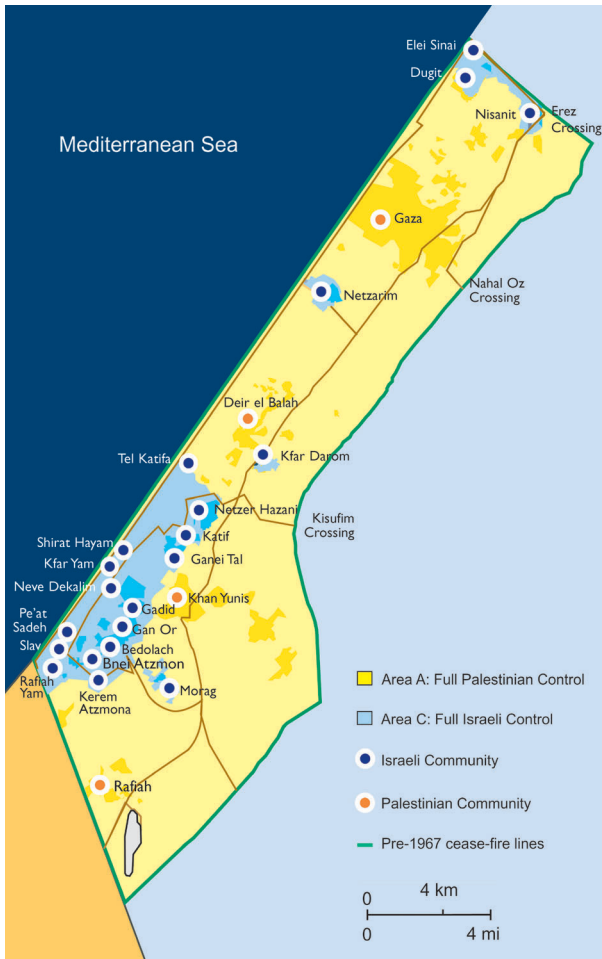 Elei Sinai
Dugit
Nisanit
Erez
Crossing
Mediterranean Sea
Gaza
Nahal Oz
Crossing
Netzarim
Deir el Balah
Kfar Darom
Tel Katifa
Netzer Hazani
Kisufim
Crossing
Katif
Shirat Hayam
Ganei Tal
Kfar Yam
Neve Dekalim
Khan Yunis
Gadid
Pe'at
Sadeh
Gan Or
Slav
Bedolach
Bnei Atzmon
Rafiah
Yam
Kerem
Atzmona
Morag
Rafiah
Area A: Full Palestinian Control
Area C: Full Israeli Control
Israeli Community
Palestinian Community
Pre-1967 cease-fire lines
0 4 km
0 4 mi